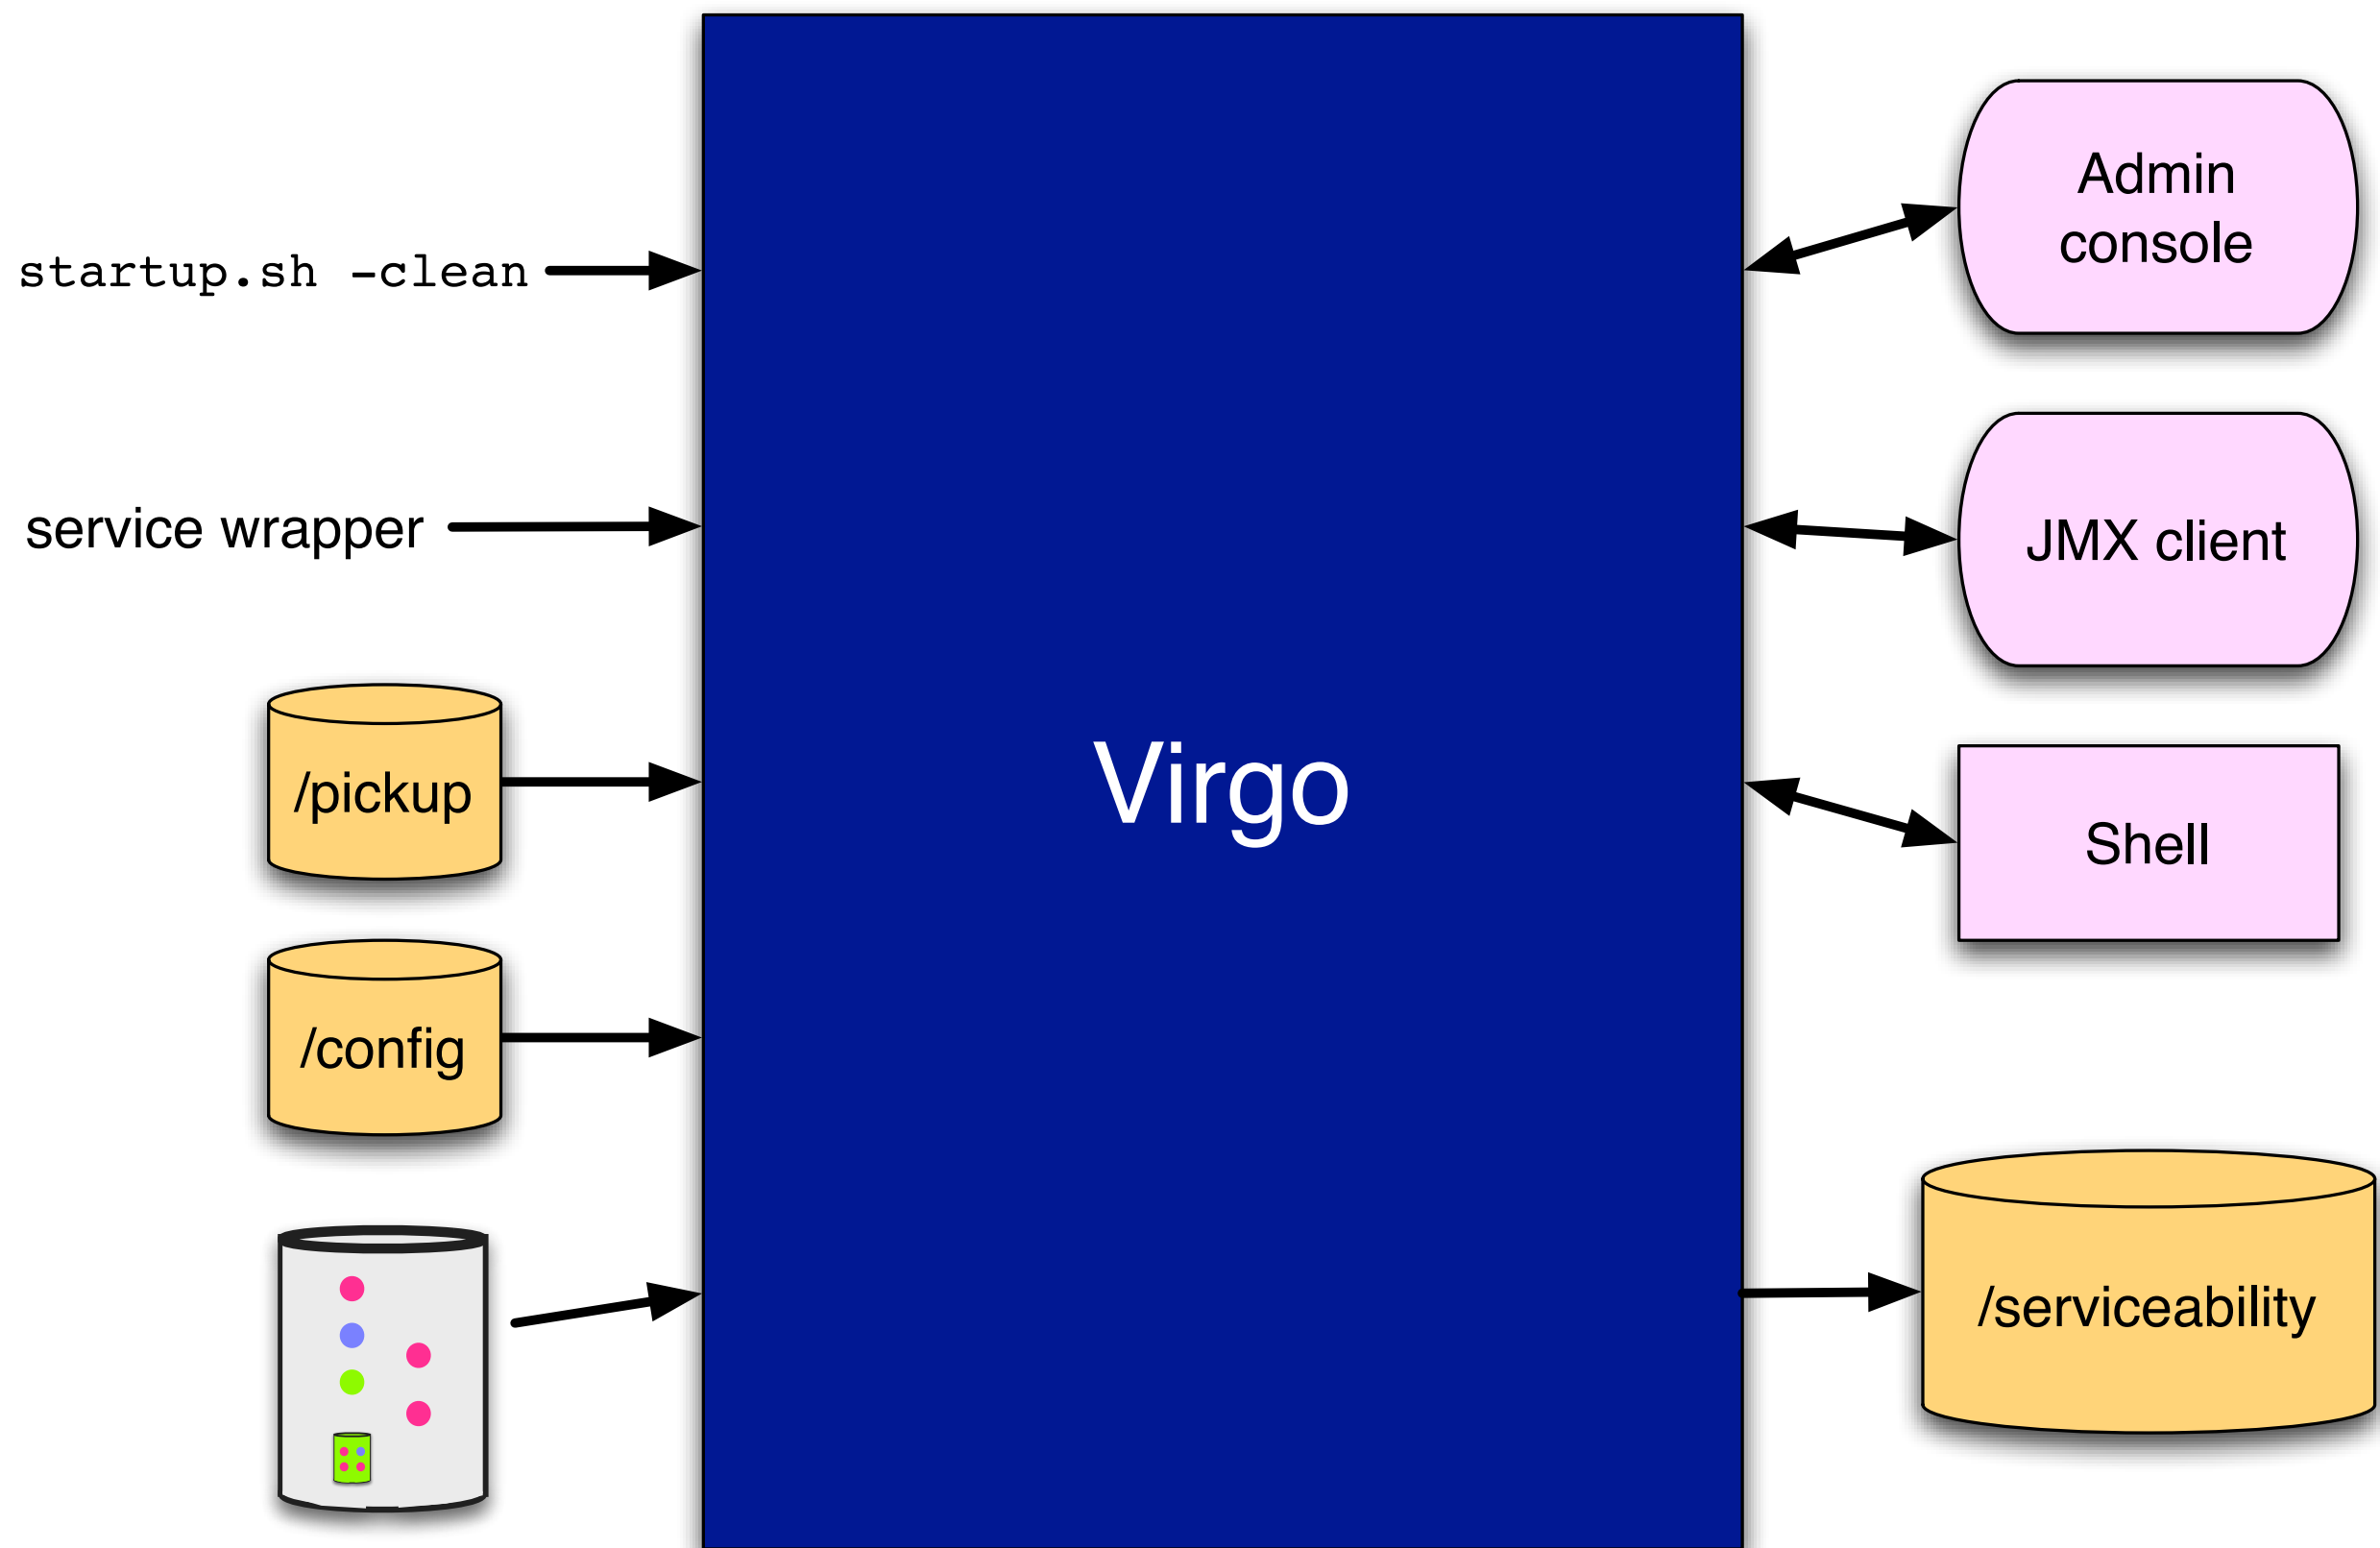 startup.sh -clean
service wrapper
/pickup
/config
Virgo
Admin
console
JMX client
Shell
/serviceability